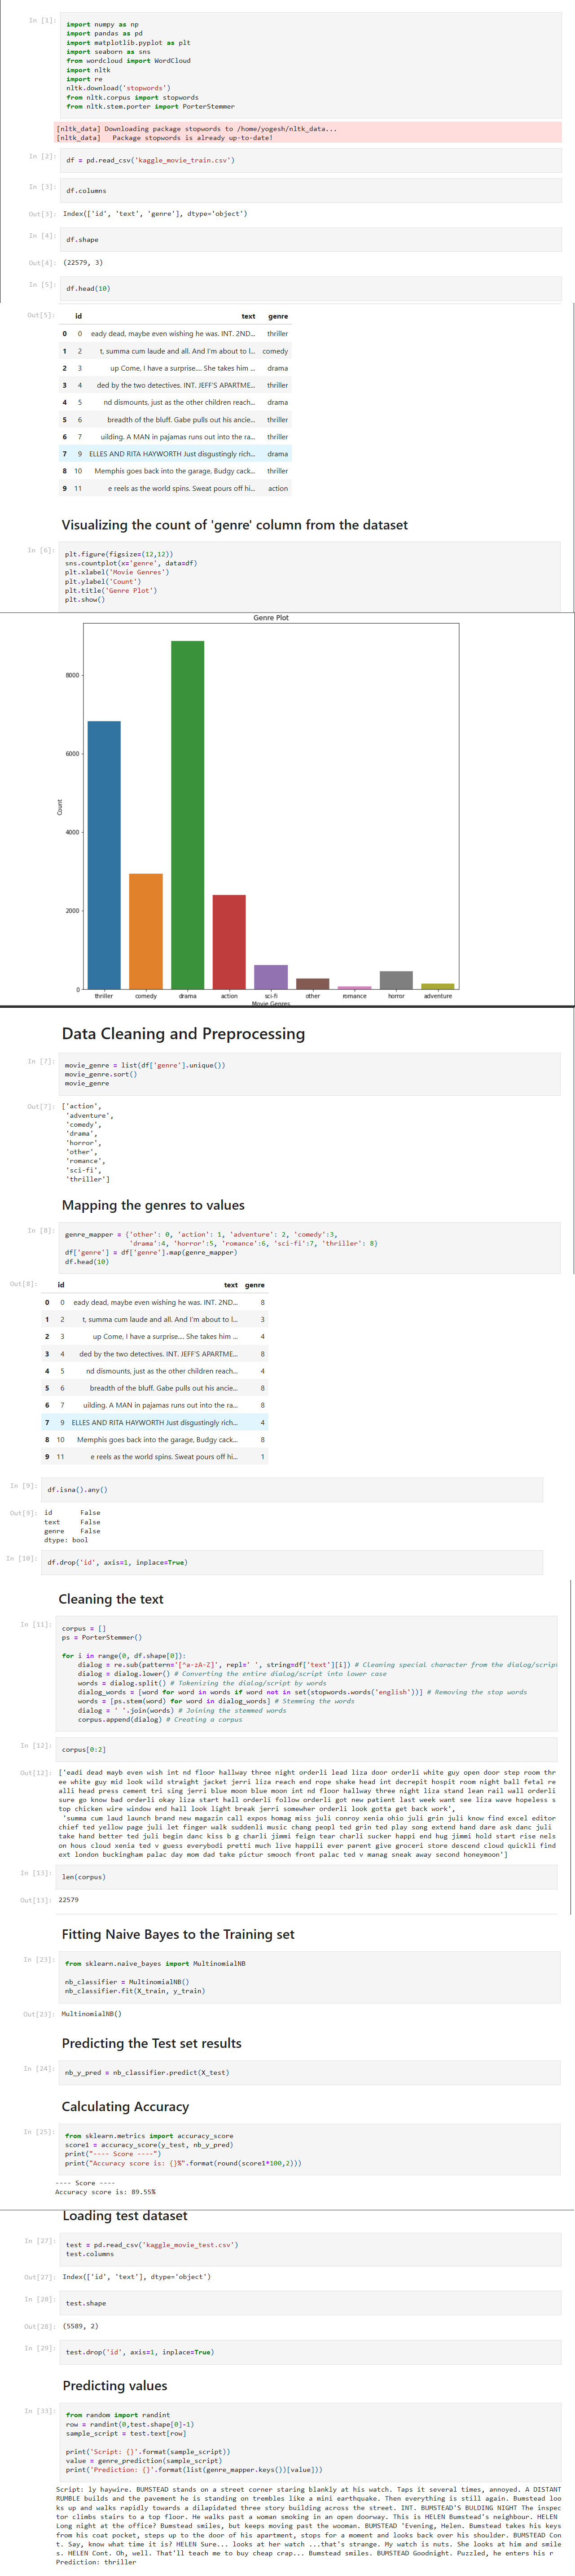 In [1]:
import numpy as np
import pandas as pd
import matplotlib.pyplot as plt
import seaborn as sns
from wordcloud import WordCloud
import nltk
import re
nltk.download('stopwords')
from nltk.corpus import stopwords
from nltk.stem.porter import PorterStemmer
[nltk_data] Downloading package stopwords to /home/yogesh/nltk_data...
[nltk_data]   Package stopwords is already up-to-date!
In [2]:
df = pd.read_csv('kaggle_movie_train.csv')
In [3]:
df.columns
Out[3]: Index(['id', 'text', 'genre'], dtype='object')
In [4]:
df.shape
Out[4]: (22579, 3)
In [5]:
df.head(10)
Out[5]:
id text genre
0 0 eady dead, maybe even wishing he was. INT. 2ND... thriller
1 2 t, summa cum laude and all. And I'm about to l... comedy
2 3 up Come, I have a surprise.... She takes him ... drama
3 4 ded by the two detectives. INT. JEFF'S APARTME... thriller
4 5 nd dismounts, just as the other children reach... drama
5 6 breadth of the bluff. Gabe pulls out his ancie... thriller
6 7 uilding. A MAN in pajamas runs out into the ra... thriller
7 9 ELLES AND RITA HAYWORTH Just disgustingly rich... drama
8 10 Memphis goes back into the garage, Budgy cack... thriller
9 11 e reels as the world spins. Sweat pours off hi... action
Visualizing the count of 'genre' column from the dataset
In [6]:
plt.figure(figsize=(12,12))
sns.countplot(x='genre', data=df)
plt.xlabel('Movie Genres')
plt.ylabel('Count')
plt.title('Genre Plot')
plt.show()
Genre Plot
8000
6000
Count
4000
2000
0
thriller comedy drama action sci-fi other romance horror adventure
Movie Genres
Data Cleaning and Preprocessing
In [7]:
movie_genre = list(df['genre'].unique())
movie_genre.sort()
movie_genre
Out[7]: ['action',
'adventure',
'comedy',
'drama',
'horror',
'other',
'romance',
'sci-fi',
'thriller']
Mapping the genres to values
In [8]:
genre_mapper = {'other': 0, 'action': 1, 'adventure': 2, 'comedy':3,
'drama':4, 'horror':5, 'romance':6, 'sci-fi':7, 'thriller': 8}
df['genre'] = df['genre'].map(genre_mapper)
df.head(10)
Out[8]:
id text genre
0 0 eady dead, maybe even wishing he was. INT. 2ND... 8
1 2 t, summa cum laude and all. And I'm about to l... 3
2 3 up Come, I have a surprise.... She takes him ... 4
3 4 ded by the two detectives. INT. JEFF'S APARTME... 8
4 5 nd dismounts, just as the other children reach... 4
5 6 breadth of the bluff. Gabe pulls out his ancie... 8
6 7 uilding. A MAN in pajamas runs out into the ra... 8
7 9 ELLES AND RITA HAYWORTH Just disgustingly rich... 4
8 10 Memphis goes back into the garage, Budgy cack... 8
9 11 e reels as the world spins. Sweat pours off hi... 1
In [9]:
df.isna().any()
Out[9]: id       False
text     False
genre    False
dtype: bool
In [10]:
df.drop('id', axis=1, inplace=True)
Cleaning the text
In [11]:
corpus = []
ps = PorterStemmer()
for i in range(0, df.shape[0]):
dialog = re.sub(pattern='[^a-zA-Z]', repl=' ', string=df['text'][i]) # Cleaning special character from the dialog/script
dialog = dialog.lower() # Converting the entire dialog/script into lower case
words = dialog.split() # Tokenizing the dialog/script by words
dialog_words = [word for word in words if word not in set(stopwords.words('english'))] # Removing the stop words
words = [ps.stem(word) for word in dialog_words] # Stemming the words
dialog = ' '.join(words) # Joining the stemmed words
corpus.append(dialog) # Creating a corpus
In [12]:
corpus[0:2]
Out[12]: ['eadi dead mayb even wish int nd floor hallway three night orderli lead liza door orderli white guy open door step room thr
ee white guy mid look wild straight jacket jerri liza reach end rope shake head int decrepit hospit room night ball fetal re
alli head press cement tri sing jerri blue moon blue moon int nd floor hallway three night liza stand lean rail wall orderli
sure go know bad orderli okay liza start hall orderli follow orderli got new patient last week want see liza wave hopeless s
top chicken wire window end hall look light break jerri somewher orderli look gotta get back work',
'summa cum laud launch brand new magazin call expos homag miss juli conroy xenia ohio juli grin juli know find excel editor
chief ted yellow page juli let finger walk suddenli music chang peopl ted grin ted play song extend hand dare ask danc juli
take hand better ted juli begin danc kiss b g charli jimmi feign tear charli sucker happi end hug jimmi hold start rise nels
on hous cloud xenia ted v guess everybodi pretti much live happili ever parent give groceri store descend cloud quickli find
ext london buckingham palac day mom dad take pictur smooch front palac ted v manag sneak away second honeymoon']
In [13]:
len(corpus)
Out[13]: 22579
Fitting Naive Bayes to the Training set
In [23]:
from sklearn.naive_bayes import MultinomialNB
nb_classifier = MultinomialNB()
nb_classifier.fit(X_train, y_train)
Out[23]: MultinomialNB()
Predicting the Test set results
In [24]:
nb_y_pred = nb_classifier.predict(X_test)
Calculating Accuracy
In [25]:
from sklearn.metrics import accuracy_score
score1 = accuracy_score(y_test, nb_y_pred)
print("---- Score ----")
print("Accuracy score is: {}%".format(round(score1*100,2)))
---- Score ----
Accuracy score is: 89.55%
Loading test dataset
In [27]:
test = pd.read_csv('kaggle_movie_test.csv')
test.columns
Out[27]: Index(['id', 'text'], dtype='object')
In [28]:
test.shape
Out[28]: (5589, 2)
In [29]:
test.drop('id', axis=1, inplace=True)
Predicting values
In [33]:
from random import randint
row = randint(0,test.shape[0]-1)
sample_script = test.text[row]
print('Script: {}'.format(sample_script))
value = genre_prediction(sample_script)
print('Prediction: {}'.format(list(genre_mapper.keys())[value]))
Script: ly haywire. BUMSTEAD stands on a street corner staring blankly at his watch. Taps it several times, annoyed. A DISTANT
RUMBLE builds and the pavement he is standing on trembles like a mini earthquake. Then everything is still again. Bumstead loo
ks up and walks rapidly towards a dilapidated three story building across the street. INT. BUMSTEAD'S BULDING NIGHT The inspec
tor climbs stairs to a top floor. He walks past a woman smoking in an open doorway. This is HELEN Bumstead's neighbour. HELEN
Long night at the office? Bumstead smiles, but keeps moving past the wooman. BUMSTEAD 'Evening, Helen. Bumstead takes his keys
from his coat pocket, steps up to the door of his apartment, stops for a moment and looks back over his shoulder. BUMSTEAD Con
t. Say, know what time it is? HELEN Sure... looks at her watch ...that's strange. My watch is nuts. She looks at him and smile
s. HELEN Cont. Oh, well. That'll teach me to buy cheap crap... Bumstead smiles. BUMSTEAD Goodnight. Puzzled, he enters his r
Prediction: thriller